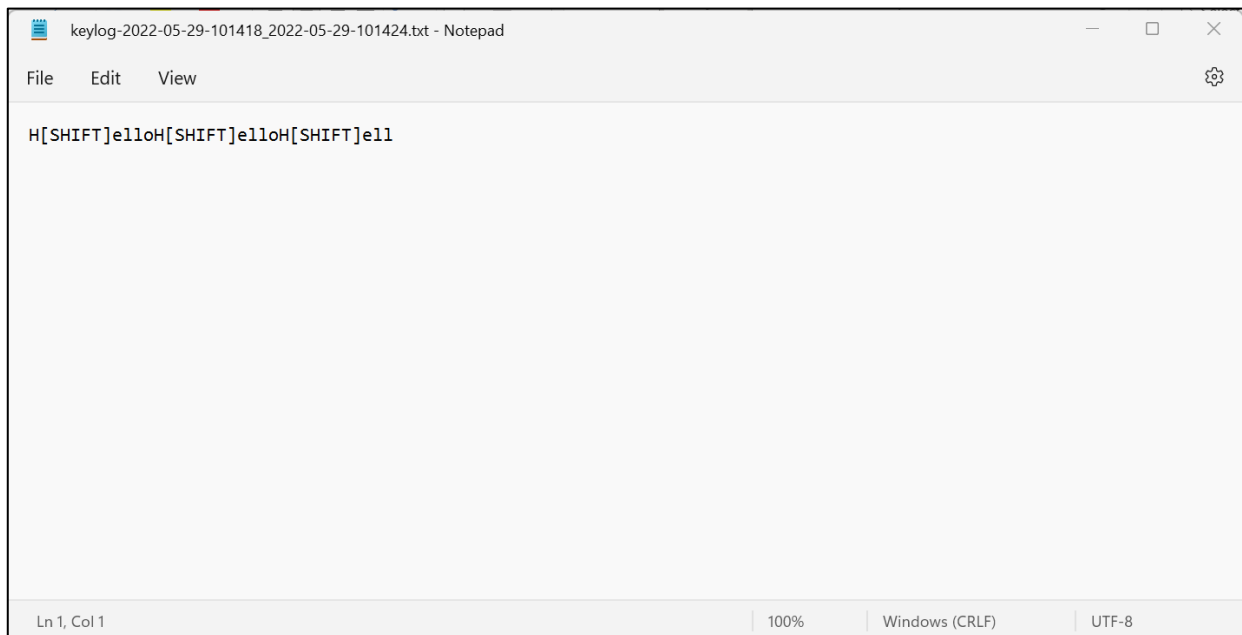 keylog-2022-05-29-101418_2022-05-29-101424.txt - Notepad
File Edit View
H[SHIFT]elloH[SHIFT]elloH[SHIFT]ell
Ln 1, Col 1 100% Windows (CRLF) UTF-8